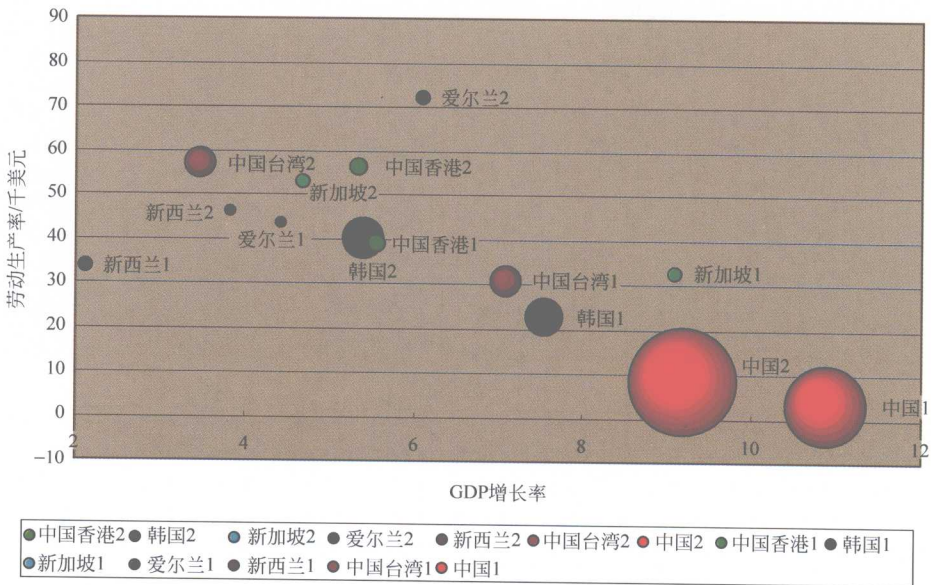 90
80
70
60
50
40
30
20
10
0
−10
劳动生产率/千美元
爱尔兰2
中国台湾2
中国香港2
新加坡2
新西兰2
爱尔兰1
中国香港1
新西兰1
韩国2
中国台湾1
新加坡1
韩国1
中国2
中国1
2 4 6 8 10 12
GDP增长率
中国香港2 韩国2 新加坡2 爱尔兰2 新西兰2 中国台湾2 中国2 中国香港1 韩国1
新加坡1 爱尔兰1 新西兰1 中国台湾1 中国1